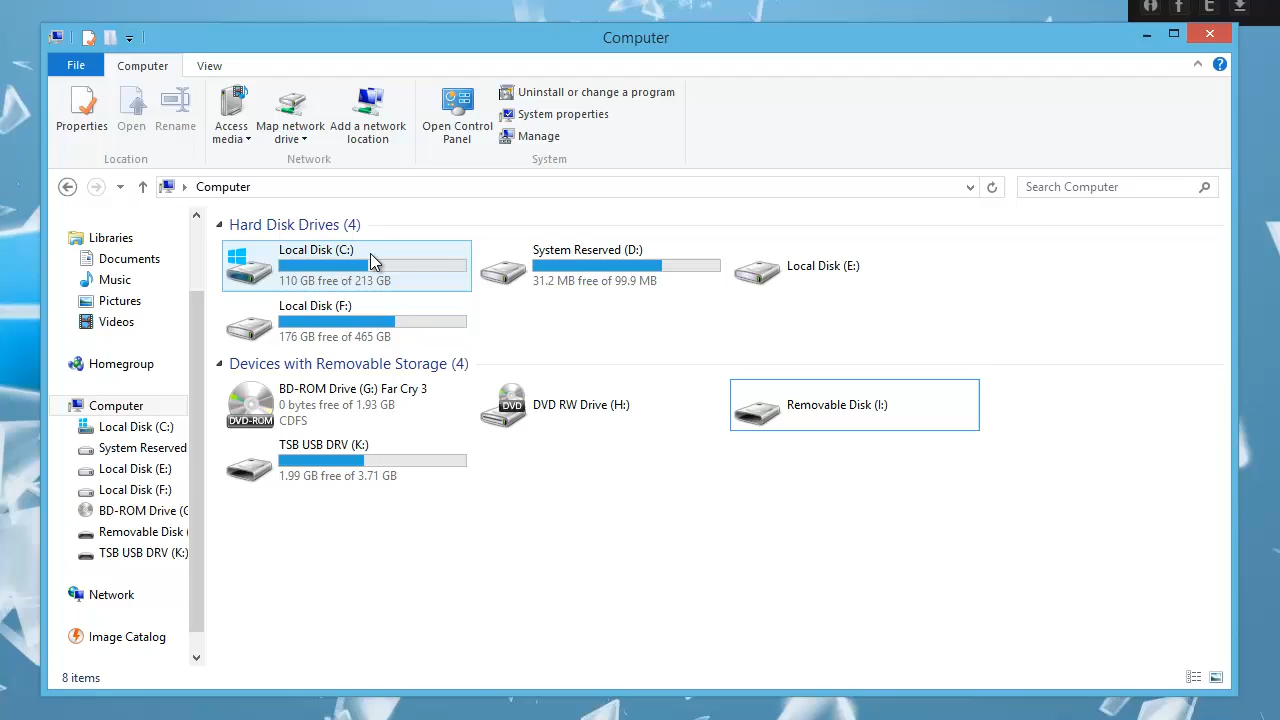 Computer
File
Computer
View
Properties
Open
Rename
Access media
Map network drive
Add a network location
Open Control Panel
Uninstall or change a program
System properties
Manage
Location
Network
System
Computer
Search Computer
Libraries
Documents
Music
Pictures
Videos
Homegroup
Computer
Local Disk (C:)
System Reserved
Local Disk (E:)
Local Disk (F:)
BD-ROM Drive (G
Removable Disk (
TSB USB DRV (K:)
Network
Image Catalog
Hard Disk Drives (4)
Local Disk (C:)
110 GB free of 213 GB
System Reserved (D:)
31.2 MB free of 99.9 MB
Local Disk (E:)
Local Disk (F:)
176 GB free of 465 GB
Devices with Removable Storage (4)
DVD-ROM
BD-ROM Drive (G:) Far Cry 3
0 bytes free of 1.93 GB
CDFS
DVD
DVD RW Drive (H:)
Removable Disk (I:)
TSB USB DRV (K:)
1.99 GB free of 3.71 GB
8 items